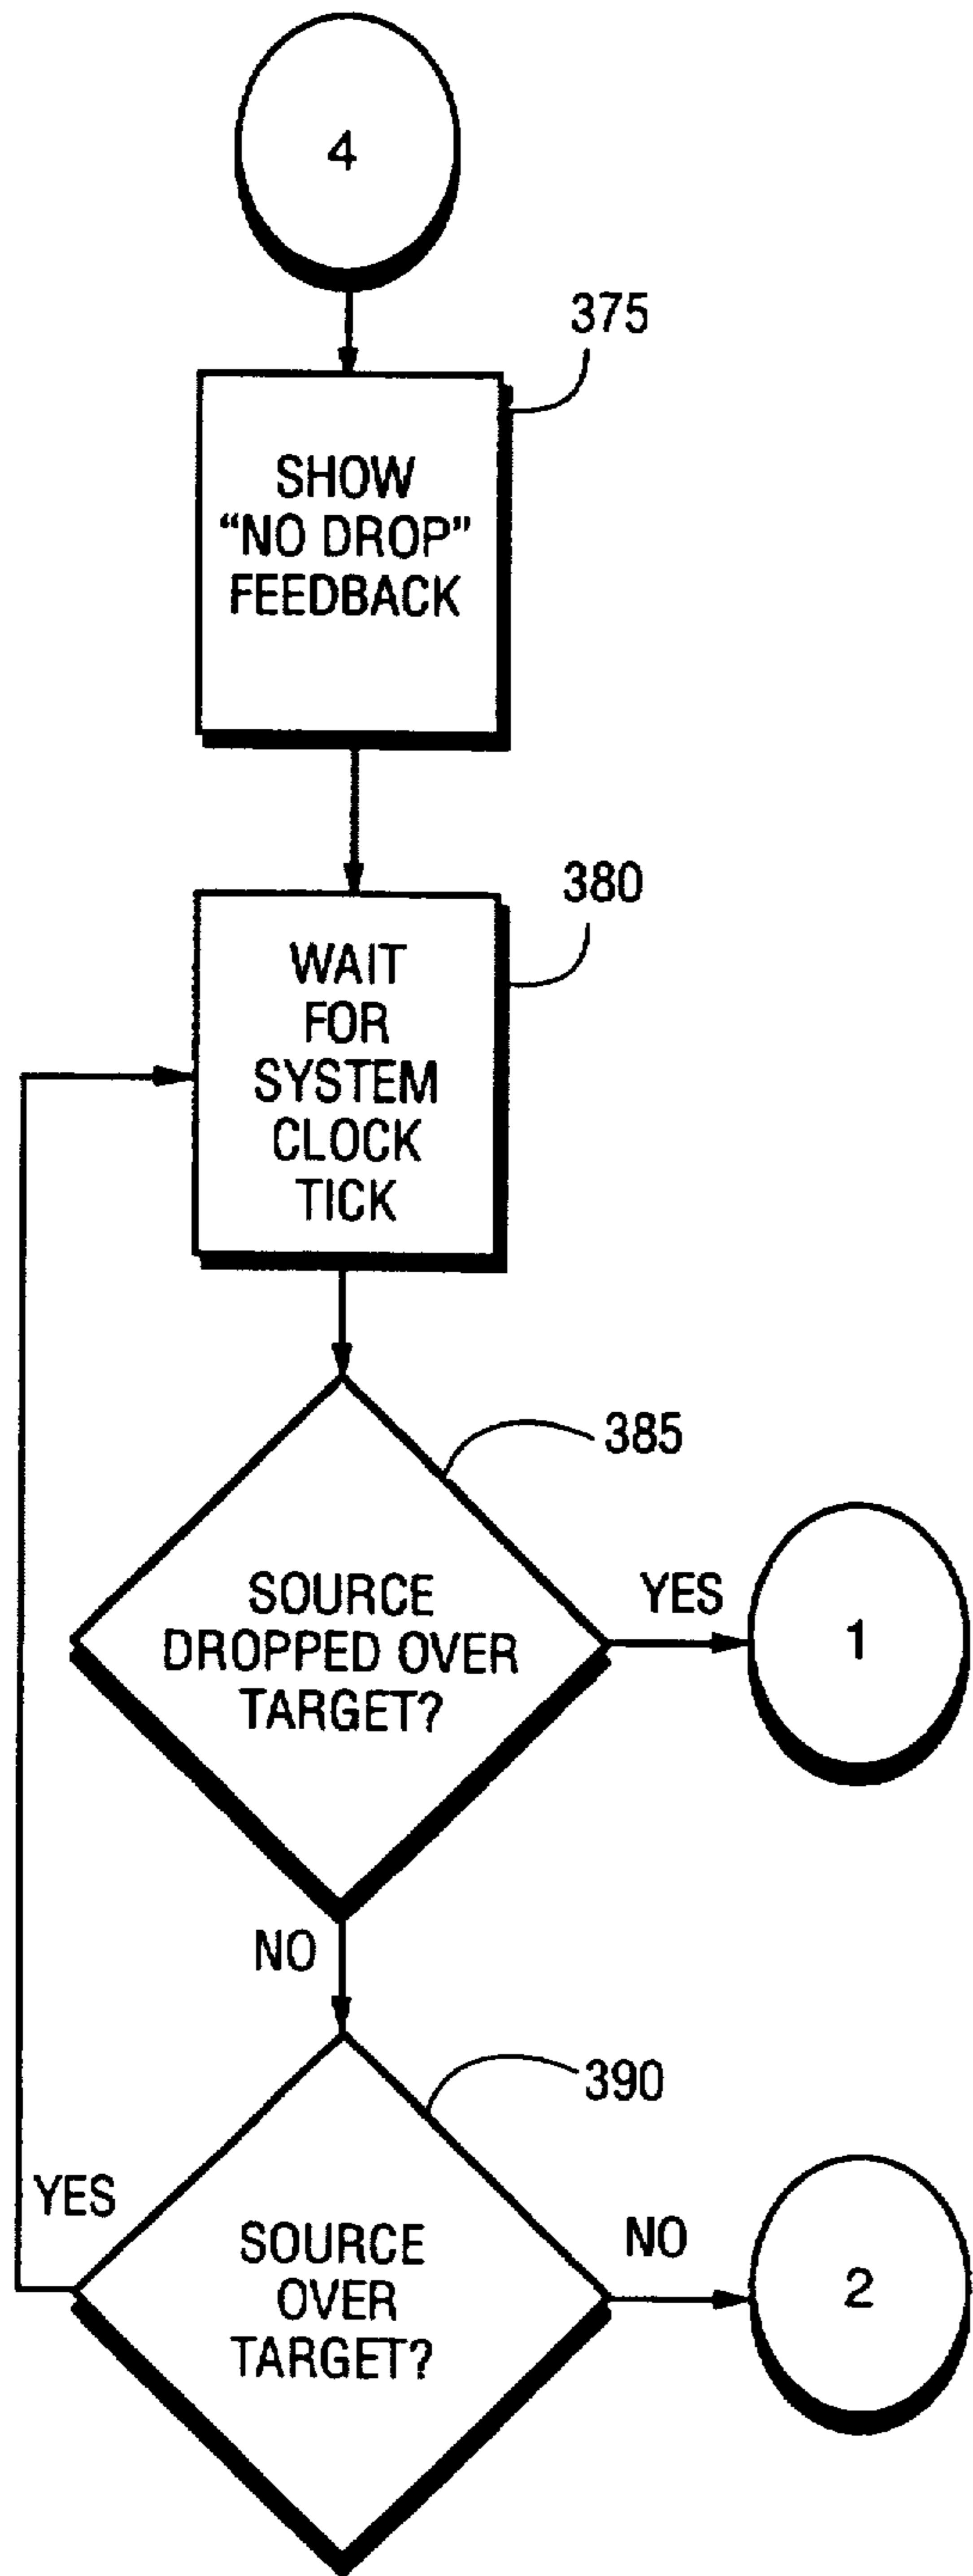 4
375
SHOW
“NO DROP”
FEEDBACK
380
WAIT
FOR
SYSTEM
CLOCK
TICK
385
SOURCE
DROPPED OVER
TARGET?
YES
1
NO
390
SOURCE
OVER
TARGET?
YES
NO
2